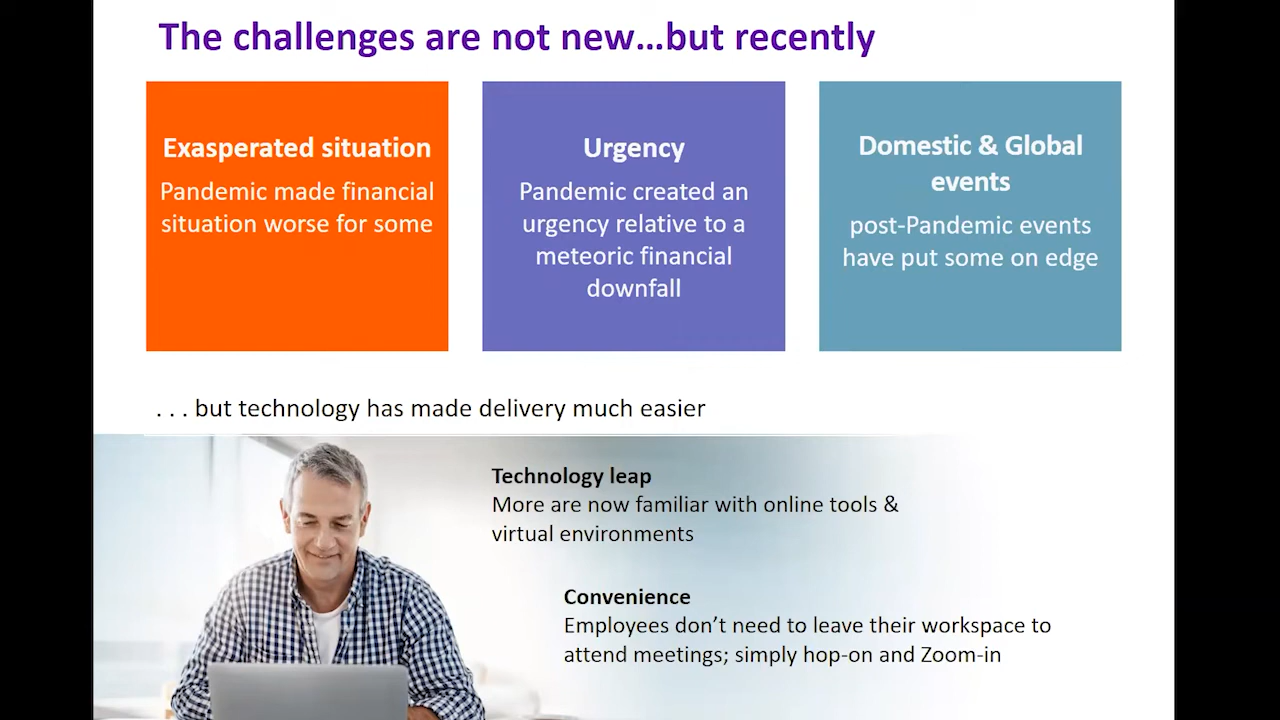 The challenges are not new...but recently
Exasperated situation
Pandemic made financial
situation worse for some
Urgency
Pandemic created an
urgency relative to a
meteoric financial
downfall
Domestic & Global
events
post-Pandemic events
have put some on edge
. . . but technology has made delivery much easier
Technology leap
More are now familiar with online tools &
virtual environments
Convenience
Employees don’t need to leave their workspace to
attend meetings; simply hop-on and Zoom-in